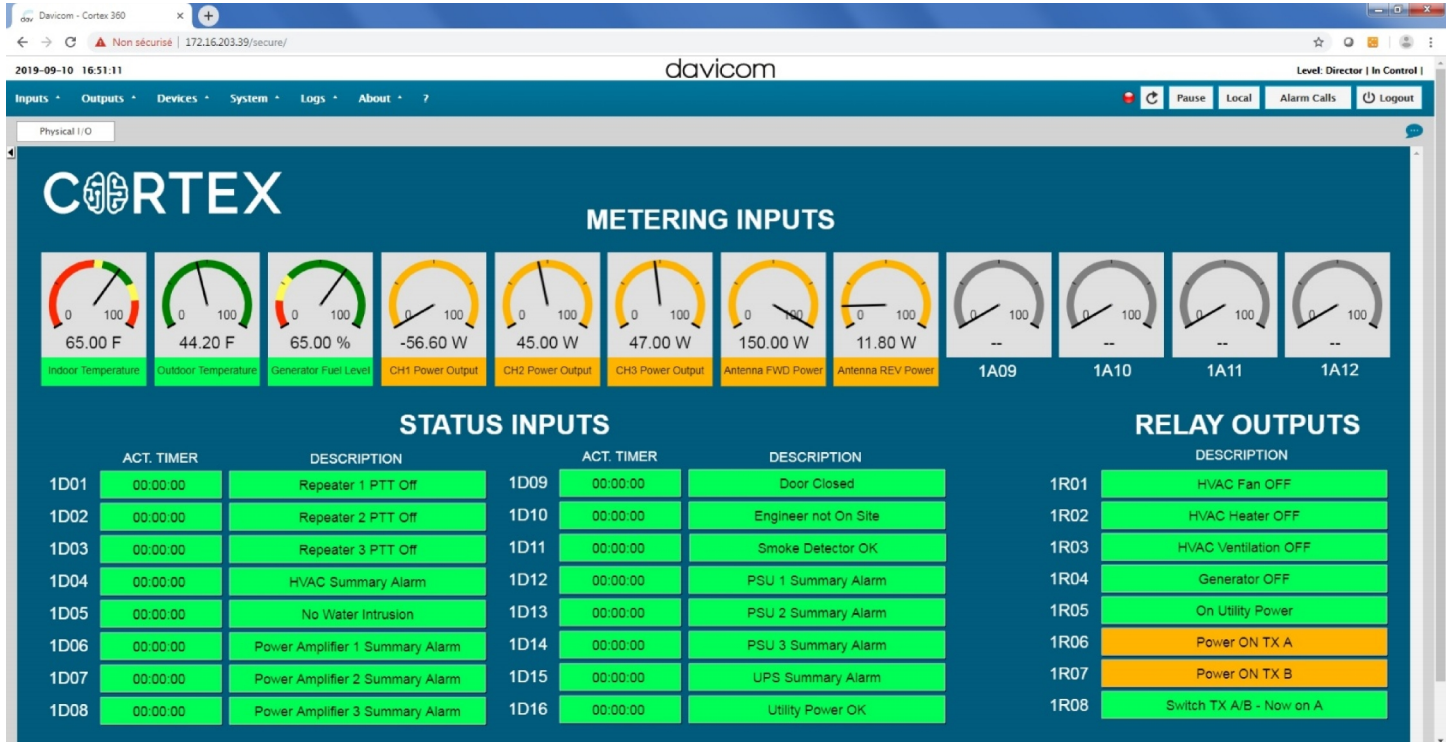 dav Davicom - Cortex 360
Non sécurisé | 172.16.203.39/secure/
2019-09-10 16:51:11
davicom
Level: Director | In Control |
Inputs Outputs Devices System Logs About ?
Pause Local Alarm Calls Logout
Physical I/O
CORTEX
METERING INPUTS
0 100 0 100 0 100 0 100 0 100 0 100 0 100 0 100 0 100 0 100 0 100 0 100
65.00 F 44.20 F 65.00 % -56.60 W 45.00 W 47.00 W 150.00 W 11.80 W -- -- -- --
Indoor Temperature Outdoor Temperature Generator Fuel Level CH1 Power Output CH2 Power Output CH3 Power Output Antenna FWD Power Antenna REV Power 1A09 1A10 1A11 1A12
STATUS INPUTS RELAY OUTPUTS
ACT. TIMER DESCRIPTION ACT. TIMER DESCRIPTION DESCRIPTION
1D01 00:00:00 Repeater 1 PTT Off 1D09 00:00:00 Door Closed 1R01 HVAC Fan OFF
1D02 00:00:00 Repeater 2 PTT Off 1D10 00:00:00 Engineer not On Site 1R02 HVAC Heater OFF
1D03 00:00:00 Repeater 3 PTT Off 1D11 00:00:00 Smoke Detector OK 1R03 HVAC Ventilation OFF
1D04 00:00:00 HVAC Summary Alarm 1D12 00:00:00 PSU 1 Summary Alarm 1R04 Generator OFF
1D05 00:00:00 No Water Intrusion 1D13 00:00:00 PSU 2 Summary Alarm 1R05 On Utility Power
1D06 00:00:00 Power Amplifier 1 Summary Alarm 1D14 00:00:00 PSU 3 Summary Alarm 1R06 Power ON TX A
1D07 00:00:00 Power Amplifier 2 Summary Alarm 1D15 00:00:00 UPS Summary Alarm 1R07 Power ON TX B
1D08 00:00:00 Power Amplifier 3 Summary Alarm 1D16 00:00:00 Utility Power OK 1R08 Switch TX A/B - Now on A